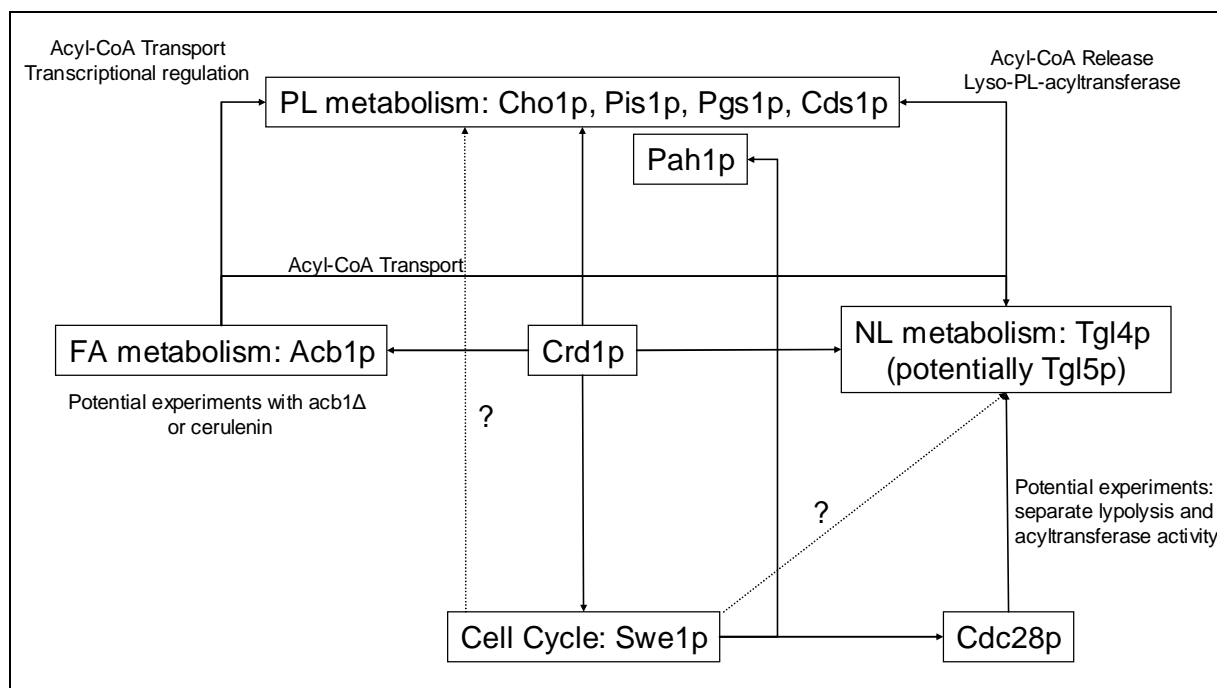 Acyl-CoA Transport
Transcriptional regulation
Acyl-CoA Release
Lyso-PL-acyltransferase
PL metabolism: Cho1p, Pis1p, Pgs1p, Cds1p
Pah1p
Acyl-CoA Transport
FA metabolism: Acb1p
Crd1p
NL metabolism: Tgl4p
(potentially Tgl5p)
Potential experiments with acb1Δ
or cerulenin
?
?
Potential experiments:
separate lypolysis and
acyltransferase activity
Cell Cycle: Swe1p
Cdc28p